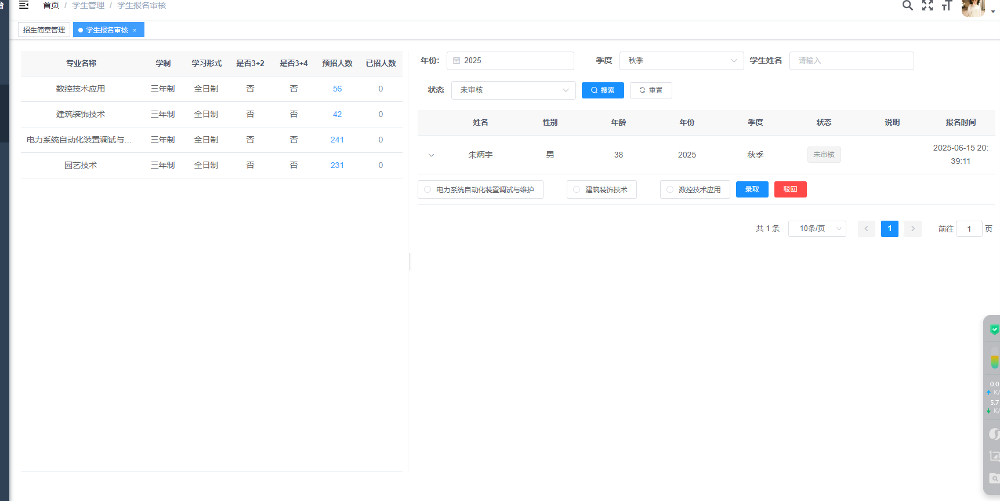 台
首页 / 学生管理 / 学生报名审核
招生简章管理
学生报名审核 ×
专业名称 学制 学习形式 是否3+2 是否3+4 预招人数 已招人数
数控技术应用 三年制 全日制 否 否 56 0
建筑装饰技术 三年制 全日制 否 否 42 0
电力系统自动化装置调试与... 三年制 全日制 否 否 241 0
园艺技术 三年制 全日制 否 否 231 0
年份: 2025 季度 秋季 学生姓名 请输入
状态 未审核 搜索 重置
姓名 性别 年龄 年份 季度 状态 说明 报名时间
朱炳宇 男 38 2025 秋季 未审核 2025-06-15 20:
39:11
电力系统自动化装置调试与维护 建筑装饰技术 数控技术应用 录取 驳回
共 1 条 10条/页 1 前往 1 页
0.0
K/
5.7
K/